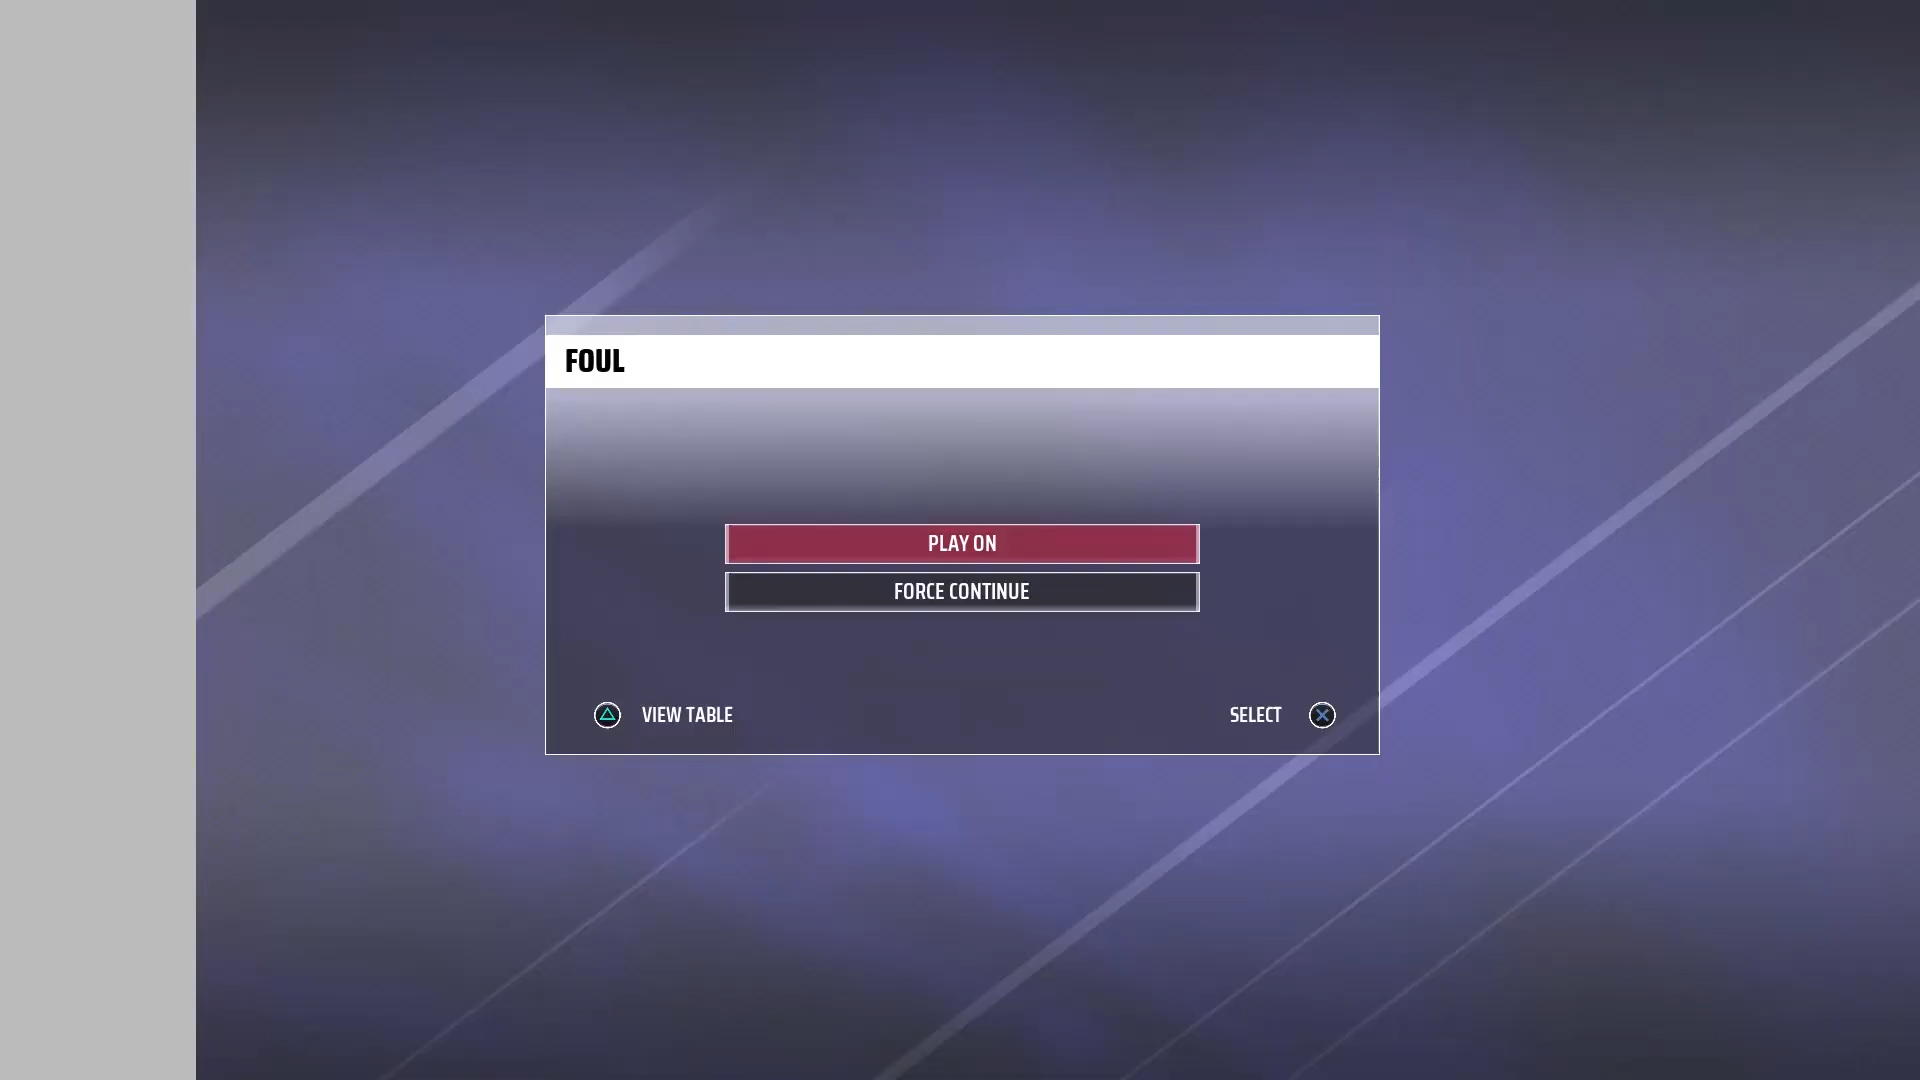 FOUL
PLAY ON
FORCE CONTINUE
VIEW TABLE
SELECT